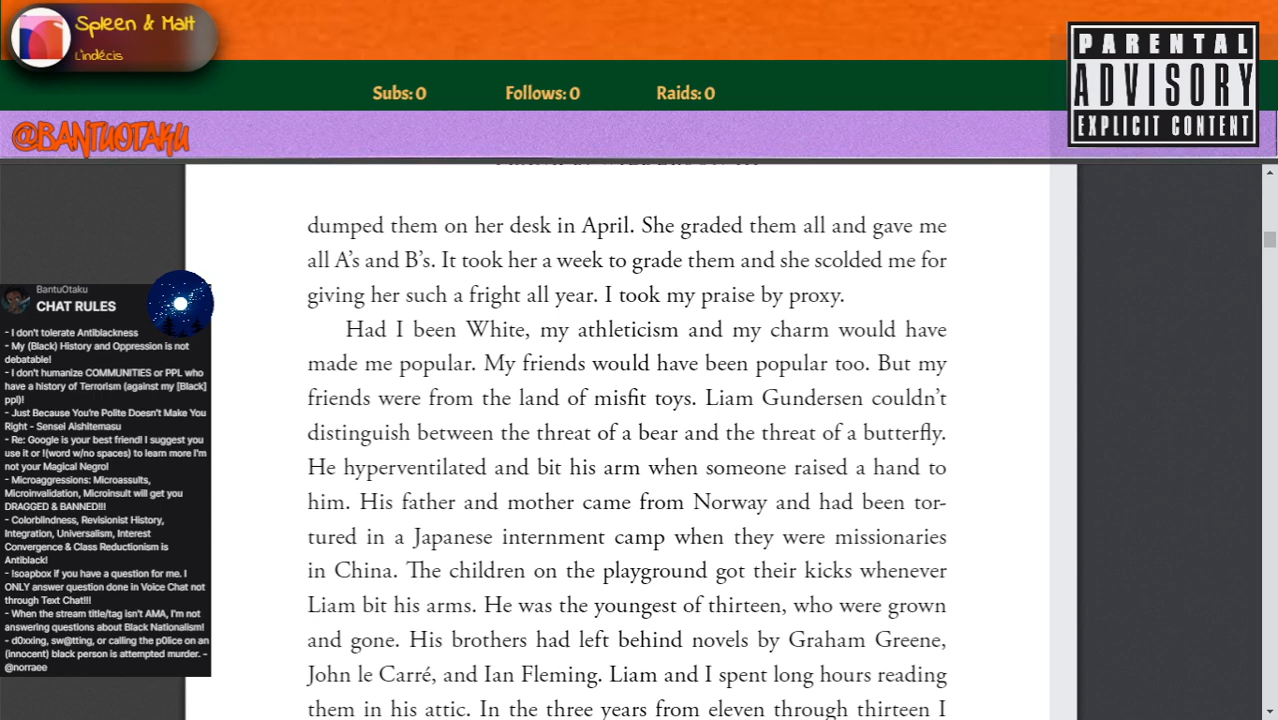 Spleen & Malt
L'indécis
Subs: 0
Follows: 0
Raids: 0
PARENTAL
ADVISORY
EXPLICIT CONTENT
@BANTUOTAKU
dumped them on her desk in April. She graded them all and gave me
all A's and B's. It took her a week to grade them and she scolded me for
giving her such a fright all year. I took my praise by proxy.
Had I been White, my athleticism and my charm would have
made me popular. My friends would have been popular too. But my
friends were from the land of misfit toys. Liam Gundersen couldn't
distinguish between the threat of a bear and the threat of a butterfly.
He hyperventilated and bit his arm when someone raised a hand to
him. His father and mother came from Norway and had been tor-
tured in a Japanese internment camp when they were missionaries
in China. The children on the playground got their kicks whenever
Liam bit his arms. He was the youngest of thirteen, who were grown
and gone. His brothers had left behind novels by Graham Greene,
John le Carré, and Ian Fleming. Liam and I spent long hours reading
them in his attic. In the three years from eleven through thirteen I
BantuOtaku
CHAT RULES
- I don't tolerate Antiblackness
- My (Black) History and Oppression is not
debatable!
- I don't humanize COMMUNITIES or PPL who
have a history of Terrorism (against my [Black]
ppl)!
- Just Because You're Polite Doesn't Make You
Right - Sensei Aishitemasu
- Re: Google is your best friend! I suggest you
use it or !(word w/no spaces) to learn more I'm
not your Magical Negro!
- Microaggressions: Microassults,
Microinvalidation, Microinsult will get you
DRAGGED & BANNED!!!
- Colorblindness, Revisionist History,
Integration, Universalism, Interest
Convergence & Class Reductionism is
Antiblack!
- !soapbox if you have a question for me. I
ONLY answer question done in Voice Chat not
through Text Chat!!!
- When the stream title/tag isn't AMA, I'm not
answering questions about Black Nationalism!
- d0xxing, sw@tting, or calling the p0lice on an
(innocent) black person is attempted murder. -
@norraee